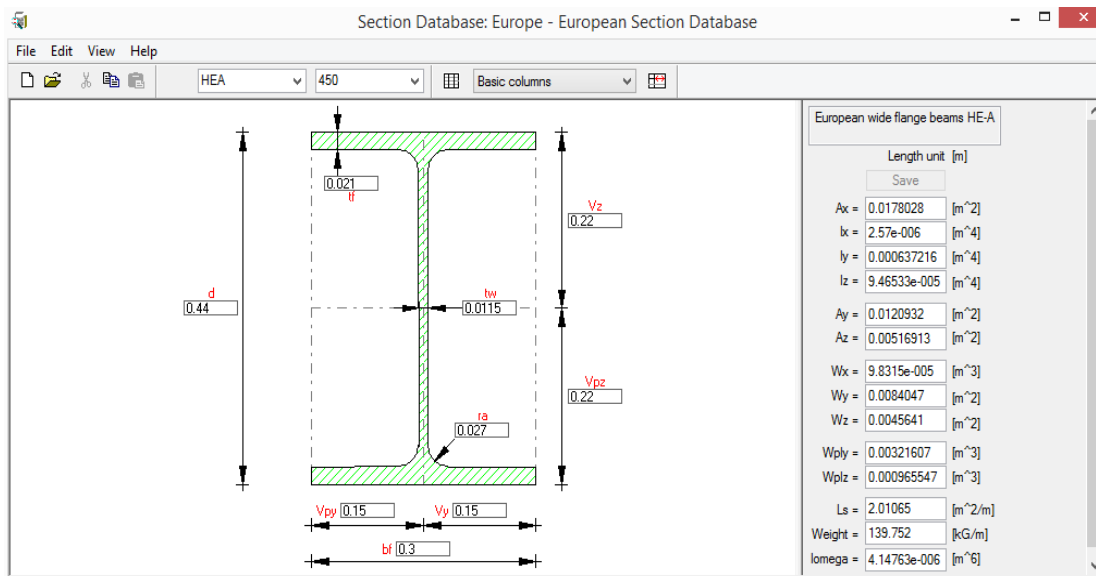 Section Database: Europe - European Section Database
File Edit View Help
HEA 450 Basic columns
0.021
tf
d
0.44
Vz
0.22
tw
0.0115
Vpz
0.22
ra
0.027
Vpy 0.15 Vy 0.15
bf 0.3
European wide flange beams HE-A
Length unit [m]
Save
Ax = 0.0178028 [m^2]
Ix = 2.57e-006 [m^4]
Iy = 0.000637216 [m^4]
Iz = 9.46533e-005 [m^4]
Ay = 0.0120932 [m^2]
Az = 0.00516913 [m^2]
Wx = 9.8315e-005 [m^3]
Wy = 0.0084047 [m^2]
Wz = 0.0045641 [m^2]
Wply = 0.00321607 [m^3]
Wplz = 0.000965547 [m^3]
Ls = 2.01065 [m^2/m]
Weight = 139.752 [kG/m]
Iomega = 4.14763e-006 [m^6]